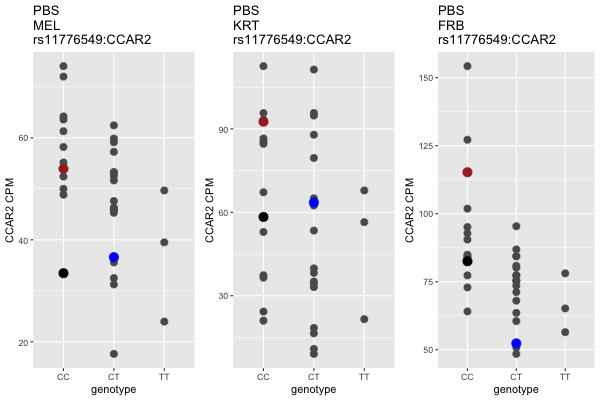 PBS
MEL
rs11776549:CCAR2
CCAR2 CPM
60
40
20
CC
CT
TT
genotype
PBS
KRT
rs11776549:CCAR2
CCAR2 CPM
90
60
30
CC
CT
TT
genotype
PBS
FRB
rs11776549:CCAR2
CCAR2 CPM
150
125
100
75
50
CC
CT
TT
genotype